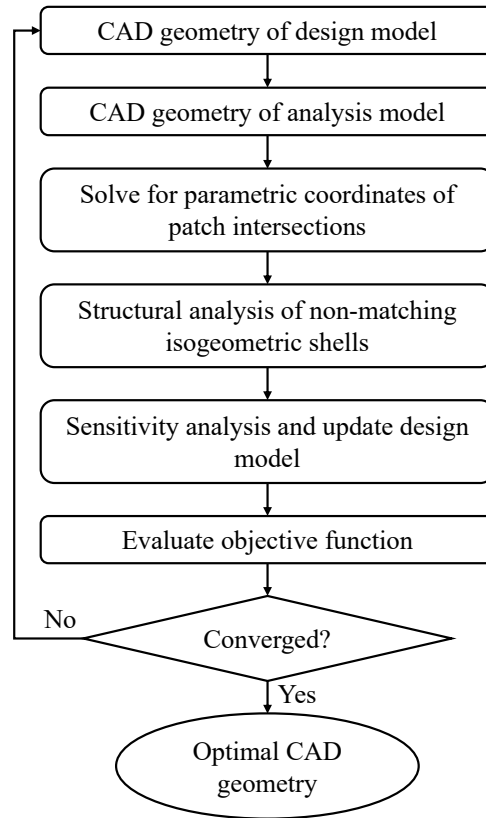 CAD geometry of design model
CAD geometry of analysis model
Solve for parametric coordinates of
patch intersections
Structural analysis of non-matching
isogeometric shells
Sensitivity analysis and update design
model
Evaluate objective function
No
Converged?
Yes
Optimal CAD
geometry